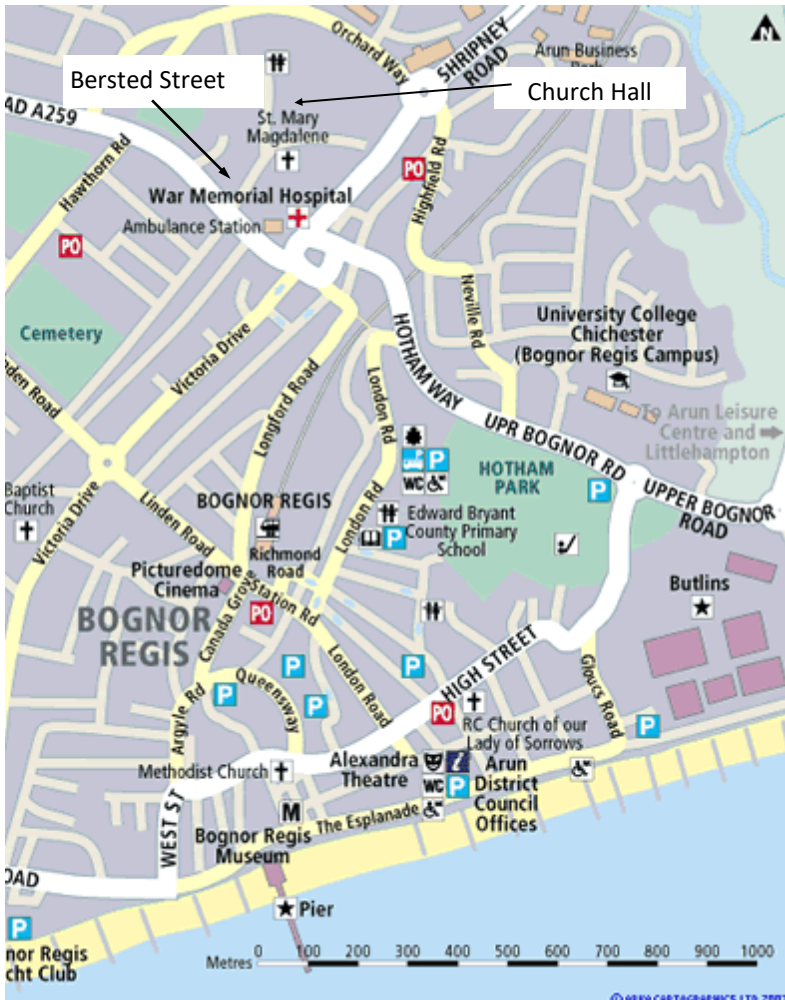 Orchard Way
SHRIPNEY
ROAD
Arun Business
N
Bersted Street
Church Hall
AD A259
St. Mary
Magdalene
Hawthorn Rd
PO
Highfield Rd
War Memorial Hospital
Ambulance Station
PO
Neville Rd
University College
Chichester
(Bognor Regis Campus)
Cemetery
Victoria Drive
HOTHAM WAY
Longford Road
London Rd
UPR BOGNOR RD
To Arun Leisure
Centre and
Littlehampton
nden Road
P
WC
HOTHAM
PARK
P
UPPER BOGNOR
ROAD
Baptist
Church
Victoria Drive
Linden Road
BOGNOR REGIS
London Rd
P
Edward Bryant
County Primary
School
Richmond
Road
Picturedome
Cinema
Station Rd
PO
Butlins
BOGNOR
REGIS
Canada Grove
London Road
HIGH STREET
P
P
P
P
Queensway
Argyle Rd
Gloucs Road
P
PO
RC Church of our
Lady of Sorrows
Methodist Church
Alexandra
Theatre
i
WC
P
Arun
District
Council
Offices
WEST ST
M
Bognor Regis
Museum
The Esplanade
OAD
Pier
P
nor Regis
cht Club
Metres
0 100 200 300 400 500 600 700 800 900 1000